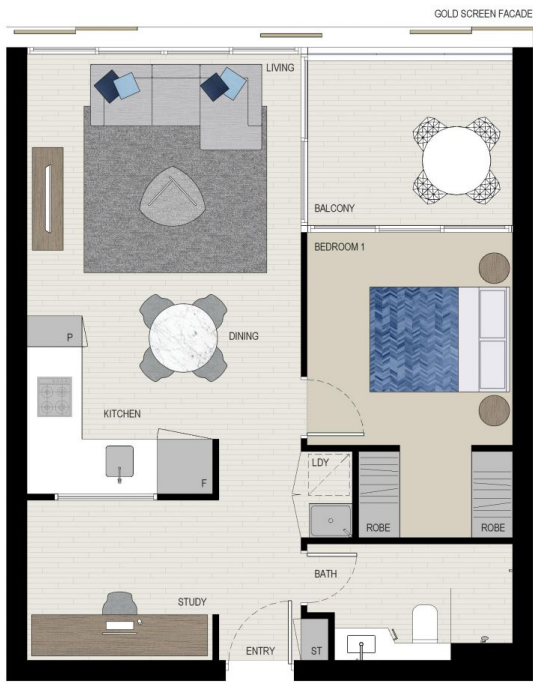 GOLD SCREEN FACADE
LIVING
BALCONY
BEDROOM 1
P
DINING
KITCHEN
LDY
F
ROBE
ROBE
BATH
STUDY
ENTRY
ST